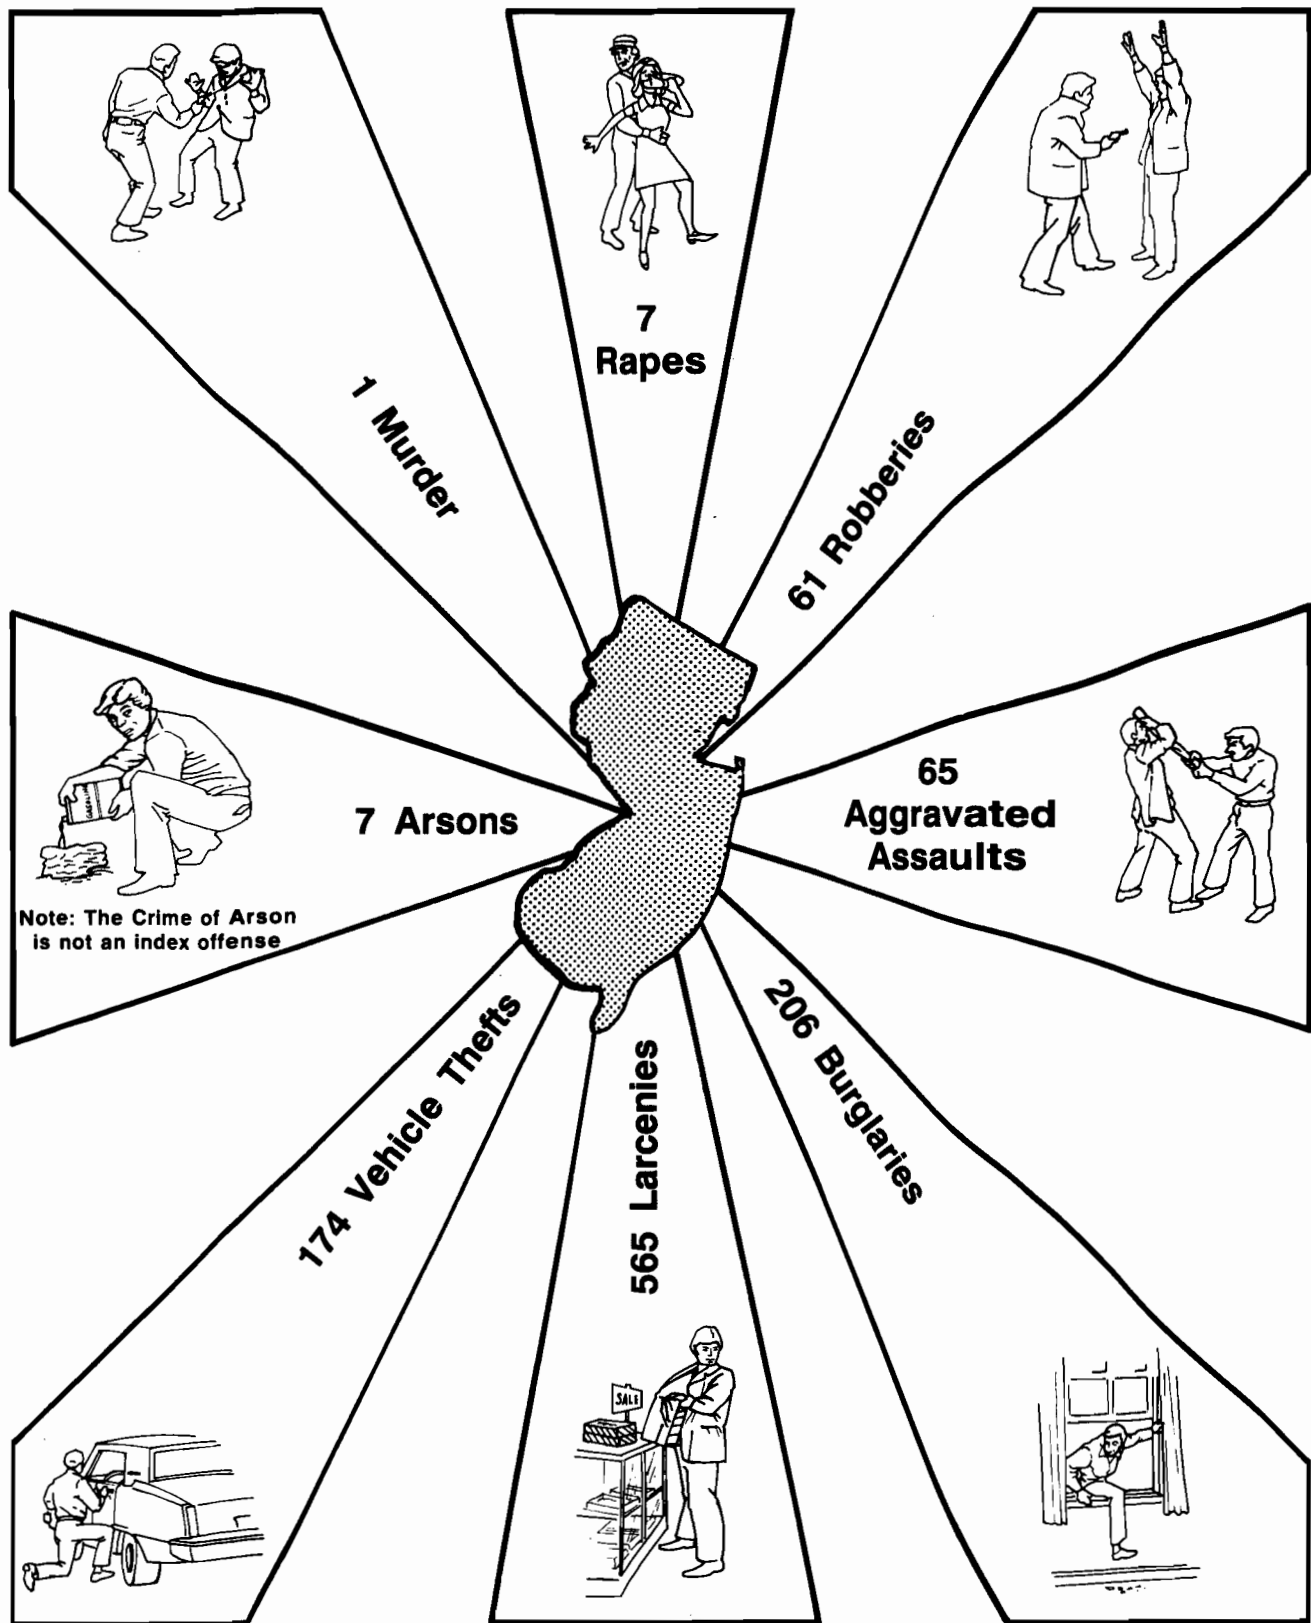 7
Rapes
1 Murder
61 Robberies
65
Aggravated
Assaults
7 Arsons
GASOLINE
Note: The Crime of Arson
is not an index offense
206 Burglaries
174 Vehicle Thefts
565 Larcenies
SALE